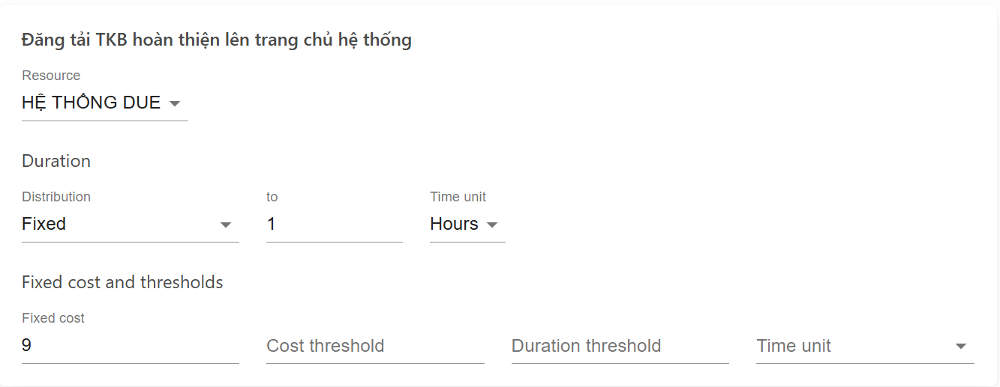 Đăng tải TKB hoàn thiện lên trang chủ hệ thống
Resource
HỆ THỐNG DUE
Duration
Distribution to Time unit
Fixed 1 Hours
Fixed cost and thresholds
Fixed cost
9 Cost threshold Duration threshold Time unit